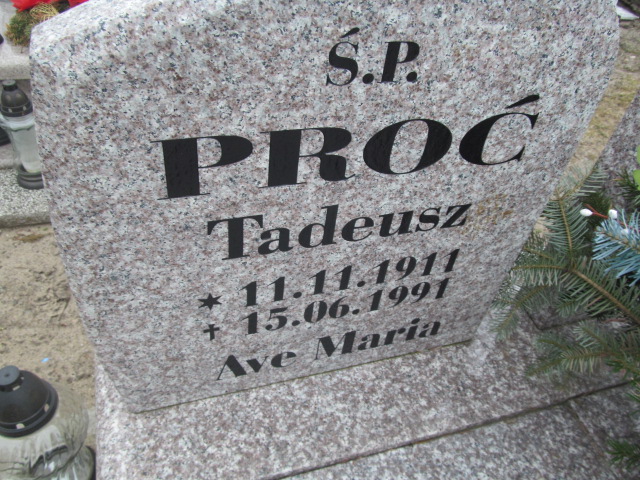 Ś.P.
PROĆ
Tadeusz
* 11.11.1911
✝ 15.06.1991
Ave Maria